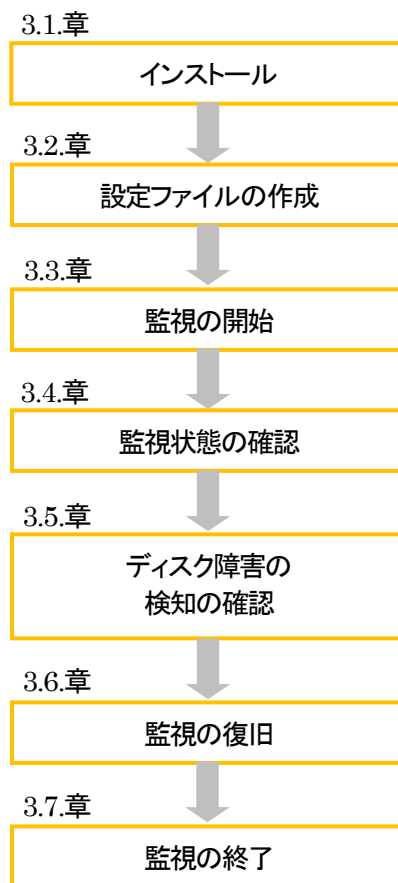 3.1.章
インストール
3.2.章
設定ファイルの作成
3.3.章
監視の開始
3.4.章
監視状態の確認
3.5.章
ディスク障害の
検知の確認
3.6.章
監視の復旧
3.7.章
監視の終了